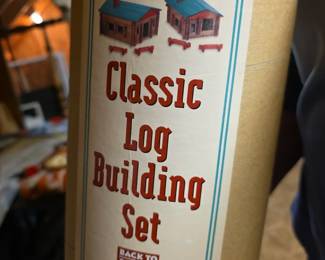 Classic
Log
Building
Set
BACK TO